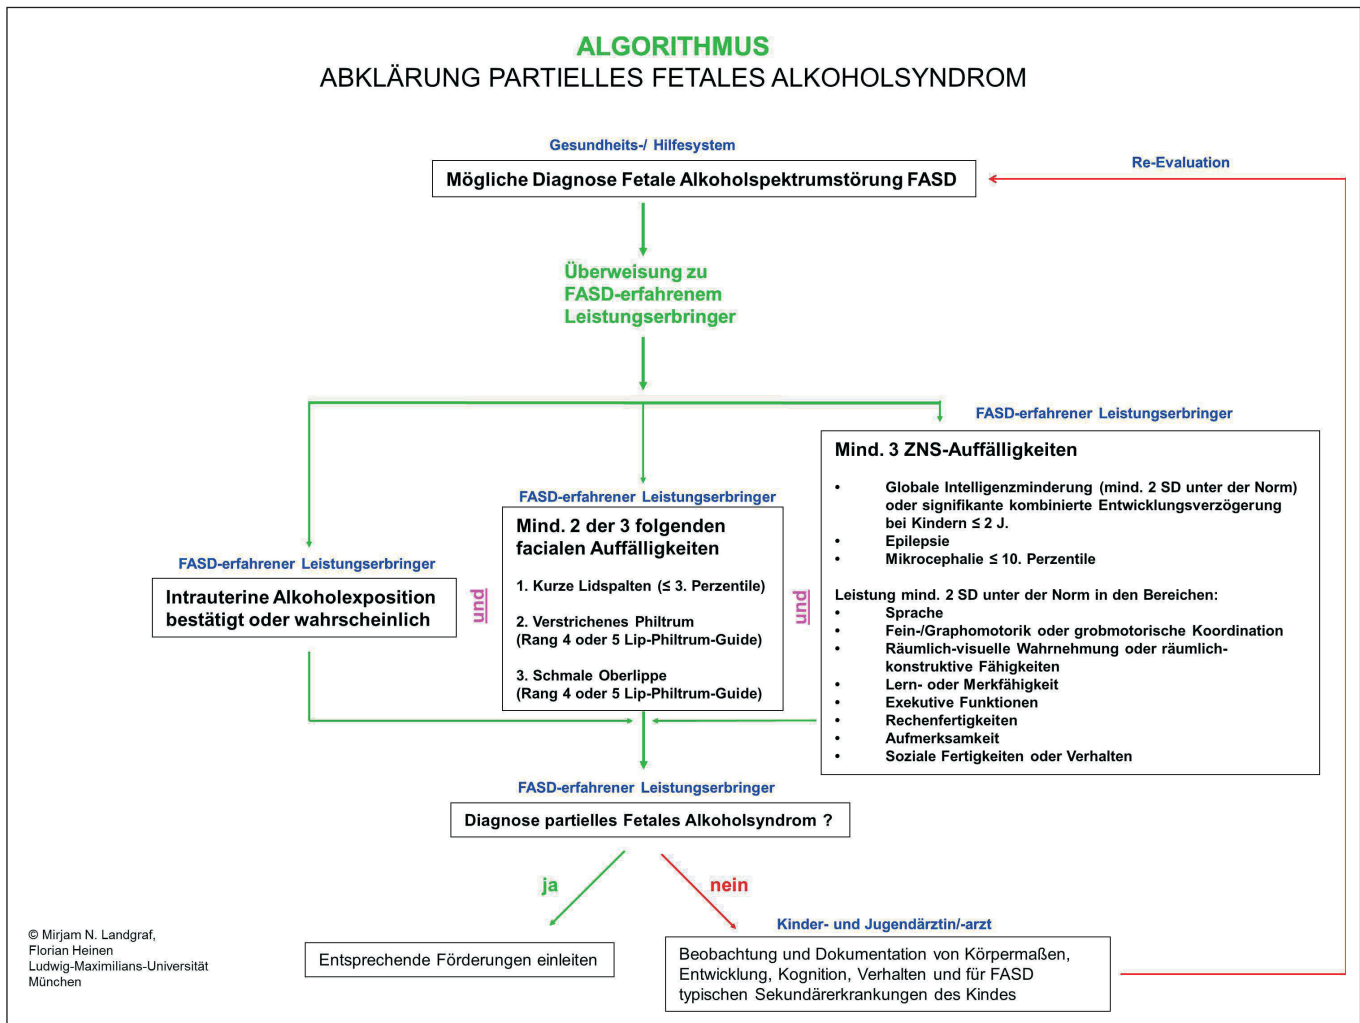 ALGORITHMUS
ABKLÄRUNG PARTIELLES FETALES ALKOHOLSYNDROM
Gesundheits-/ Hilfesystem
Mögliche Diagnose Fetale Alkoholspektrumstörung FASD
Re-Evaluation
Überweisung zu
FASD-erfahrenem
Leistungserbringer
FASD-erfahrener Leistungserbringer
Intrauterine Alkoholexposition
bestätigt oder wahrscheinlich
und
FASD-erfahrener Leistungserbringer
Mind. 2 der 3 folgenden
facialen Auffälligkeiten
1. Kurze Lidspalten (≤ 3. Perzentile)
2. Verstrichenes Philtrum
(Rang 4 oder 5 Lip-Philtrum-Guide)
3. Schmale Oberlippe
(Rang 4 oder 5 Lip-Philtrum-Guide)
und
FASD-erfahrener Leistungserbringer
Mind. 3 ZNS-Auffälligkeiten
• Globale Intelligenzminderung (mind. 2 SD unter der Norm)
oder signifikante kombinierte Entwicklungsverzögerung
bei Kindern ≤ 2 J.
• Epilepsie
• Mikrocephalie ≤ 10. Perzentile
Leistung mind. 2 SD unter der Norm in den Bereichen:
• Sprache
• Fein-/Graphomotorik oder grobmotorische Koordination
• Räumlich-visuelle Wahrnehmung oder räumlich-
konstruktive Fähigkeiten
• Lern- oder Merkfähigkeit
• Exekutive Funktionen
• Rechenfertigkeiten
• Aufmerksamkeit
• Soziale Fertigkeiten oder Verhalten
FASD-erfahrener Leistungserbringer
Diagnose partielles Fetales Alkoholsyndrom ?
ja
nein
Entsprechende Förderungen einleiten
Kinder- und Jugendärztin/-arzt
Beobachtung und Dokumentation von Körpermaßen,
Entwicklung, Kognition, Verhalten und für FASD
typischen Sekundärerkrankungen des Kindes
© Mirjam N. Landgraf,
Florian Heinen
Ludwig-Maximilians-Universität
München